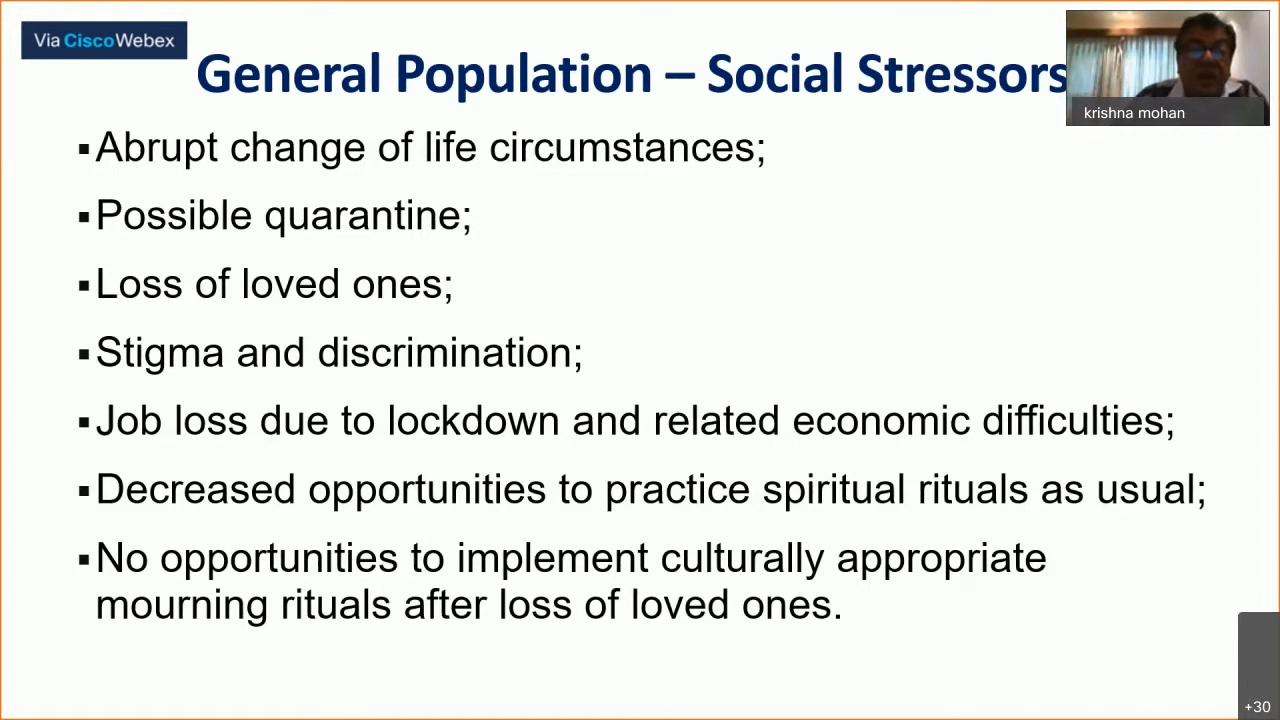 Via CiscoWebex
General Population – Social Stressors
krishna mohan
▪Abrupt change of life circumstances;
▪Possible quarantine;
▪Loss of loved ones;
▪Stigma and discrimination;
▪Job loss due to lockdown and related economic difficulties;
▪Decreased opportunities to practice spiritual rituals as usual;
▪No opportunities to implement culturally appropriate
mourning rituals after loss of loved ones.
+30